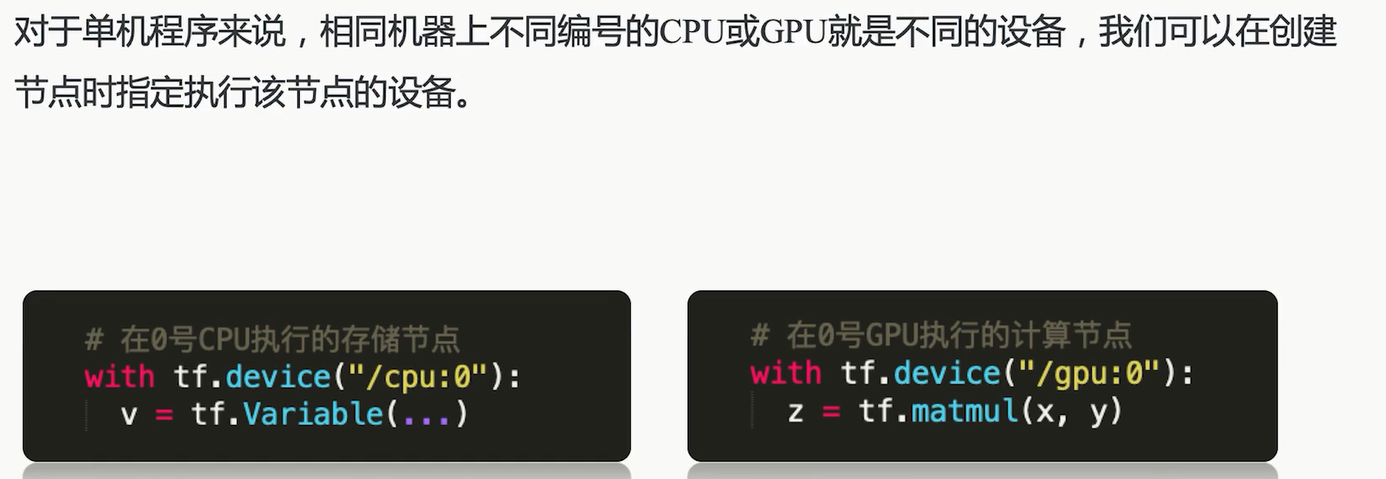 对于单机程序来说，相同机器上不同编号的CPU或GPU就是不同的设备，我们可以在创建
节点时指定执行该节点的设备。
# 在0号CPU执行的存储节点
with tf.device("/cpu:0"):
  v = tf.Variable(...)
# 在0号GPU执行的计算节点
with tf.device("/gpu:0"):
  z = tf.matmul(x, y)